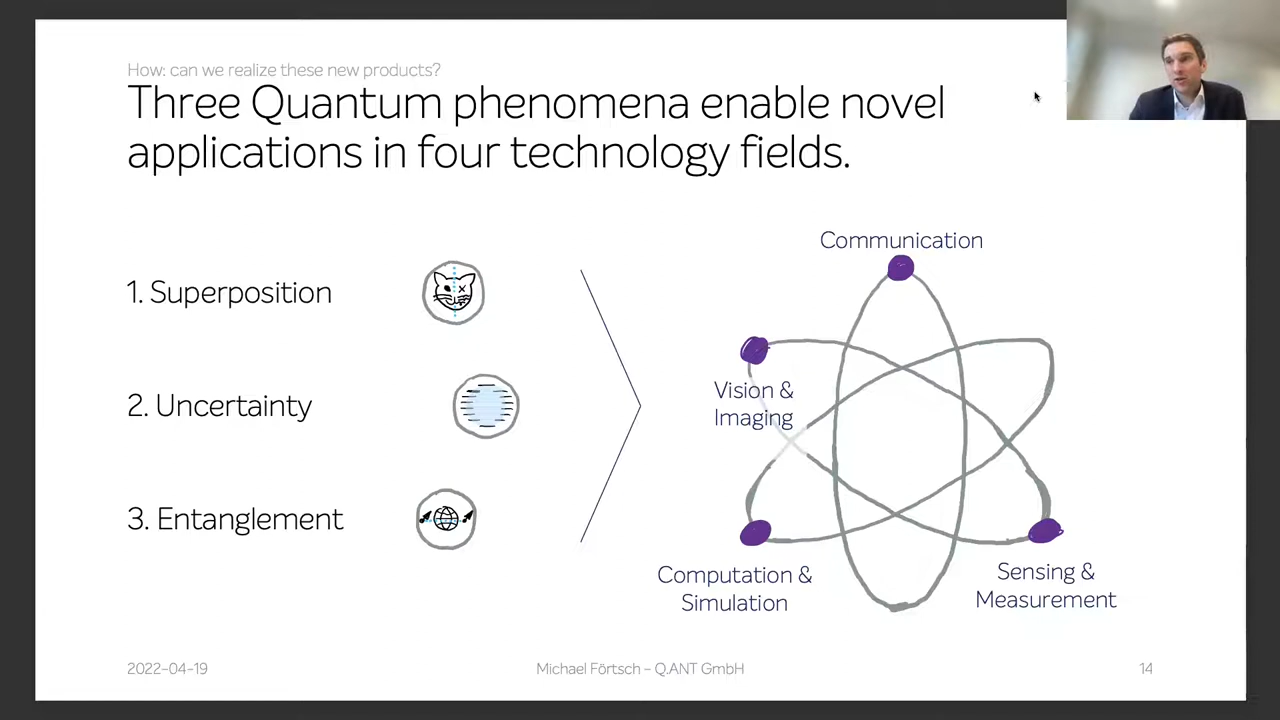 How: can we realize these new products?
Three Quantum phenomena enable novel
applications in four technology fields.
1. Superposition
2. Uncertainty
3. Entanglement
Communication
Vision &
Imaging
Computation &
Simulation
Sensing &
Measurement
2022-04-19
Michael Förtsch – Q.ANT GmbH
14